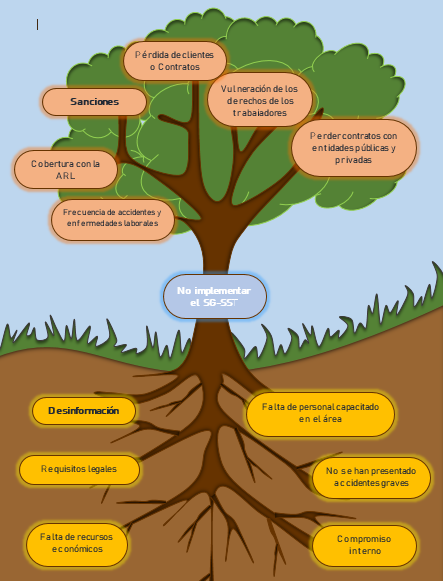 Pérdida de clientes
o Contratos
Vulneración de los
derechos de los
trabaiadores
Sanciones
Perder contratos con
entidades públicas y
privadas
Cobertura con la
ARL
Frecuencia de accidentes y
enfermedades laborales
No implementar
el SG-SST
Desinformación
Falta de personal capacitado
en el área
Requisitos legales
No se han presentado
accidentes graves
Falta de recursos
económicos
Compromiso
interno